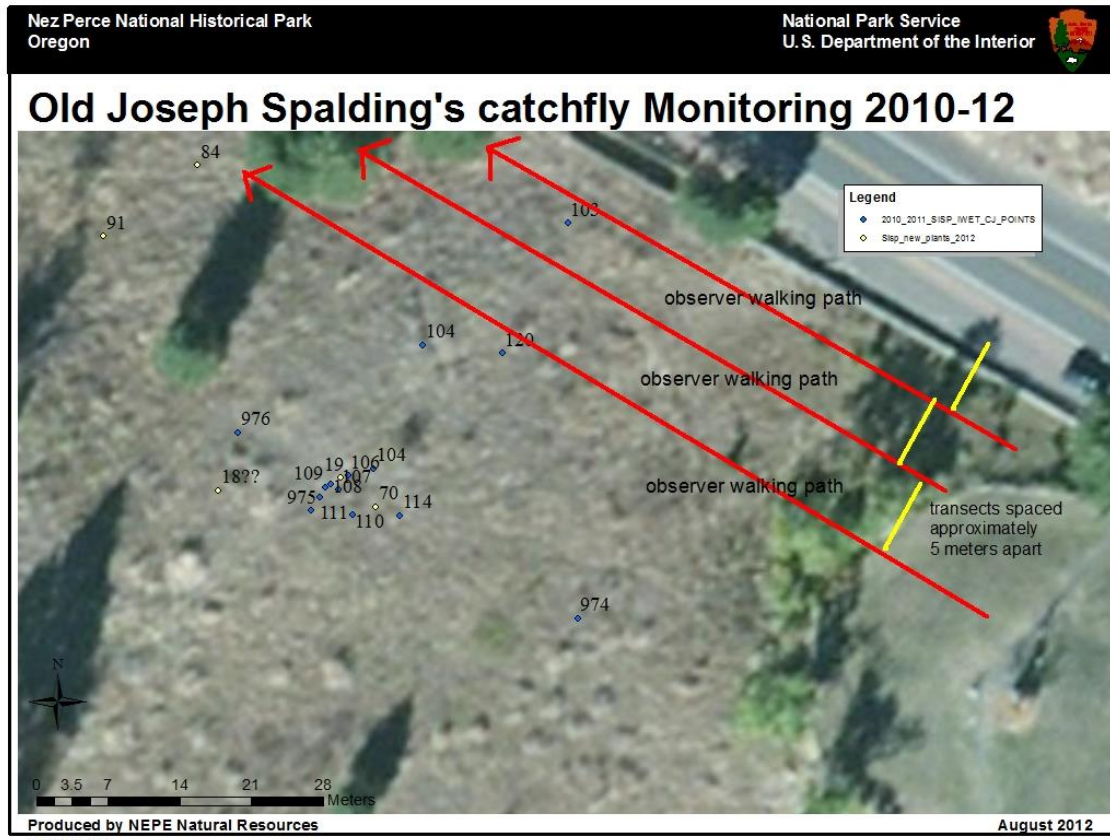 Nez Perce National Historical Park
Oregon
National Park Service
U.S. Department of the Interior
Old Joseph Spalding's catchfly Monitoring 2010-12
84
91
103
Legend
2010_2011_SISP_IWET_CJ_POINTS
Sisp_new_plants_2012
observer walking path
104
120
observer walking path
976
18??
109
19
106
104
107
108
975
111
110
70
114
observer walking path
transects spaced
approximately
5 meters apart
974
N
0 3.5 7 14 21 28
Meters
Produced by NEPE Natural Resources
August 2012